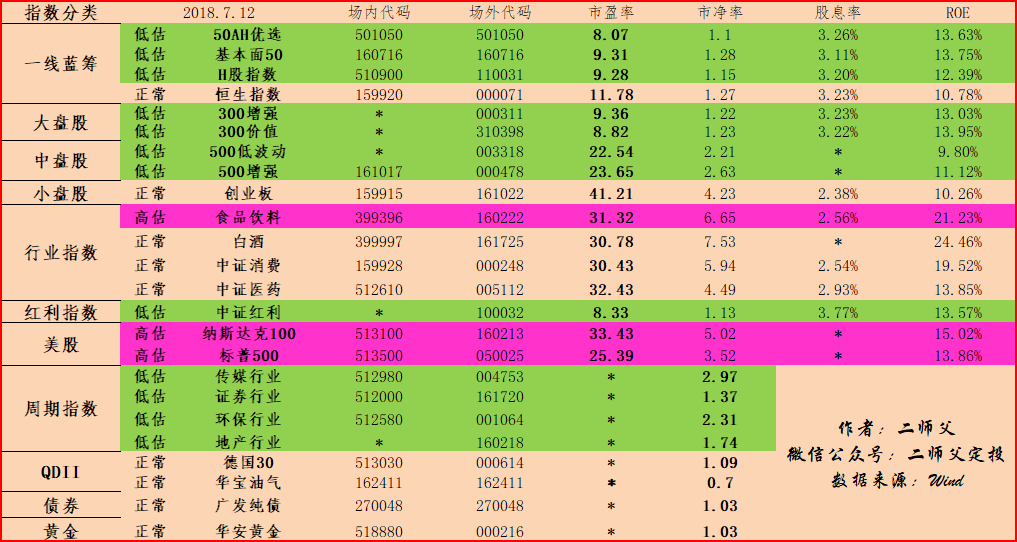 指数分类 2018.7.12 场内代码 场外代码 市盈率 市净率 股息率 ROE
一线蓝筹
低估 50AH优选 501050 501050 8.07 1.1 3.26% 13.63%
低估 基本面50 160716 160716 9.31 1.28 3.11% 13.75%
低估 H股指数 510900 110031 9.28 1.15 3.20% 12.39%
正常 恒生指数 159920 000071 11.78 1.27 3.23% 10.78%
大盘股
低估 300增强 * 000311 9.36 1.22 3.23% 13.03%
低估 300价值 * 310398 8.82 1.23 3.22% 13.95%
中盘股
低估 500低波动 * 003318 22.54 2.21 * 9.80%
低估 500增强 161017 000478 23.65 2.63 * 11.12%
小盘股 正常 创业板 159915 161022 41.21 4.23 2.38% 10.26%
行业指数
高估 食品饮料 399396 160222 31.32 6.65 2.56% 21.23%
正常 白酒 399997 161725 30.78 7.53 * 24.46%
正常 中证消费 159928 000248 30.43 5.94 2.54% 19.52%
正常 中证医药 512610 005112 32.43 4.49 2.93% 13.85%
红利指数 低估 中证红利 * 100032 8.33 1.13 3.77% 13.57%
美股
高估 纳斯达克100 513100 160213 33.43 5.02 * 15.02%
高估 标普500 513500 050025 25.39 3.52 * 13.86%
周期指数
低估 传媒行业 512980 004753 * 2.97
低估 证券行业 512000 161720 * 1.37
低估 环保行业 512580 001064 * 2.31
低估 地产行业 * 160218 * 1.74
QDII
正常 德国30 513030 000614 * 1.09
正常 华宝油气 162411 162411 * 0.7
债券 正常 广发纯债 270048 270048 * 1.03
黄金 正常 华安黄金 518880 000216 * 1.03
作者：二师父
微信公众号：二师父定投
数据来源：Wind